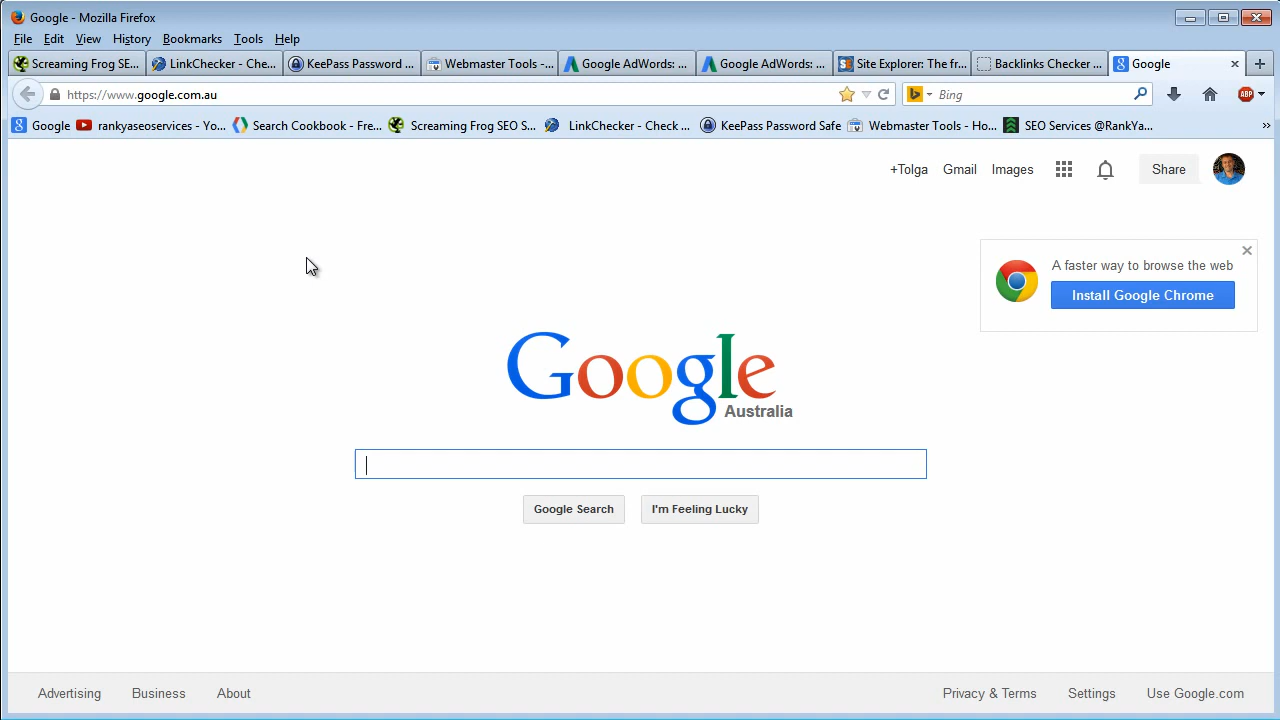 Google - Mozilla Firefox
File Edit View History Bookmarks Tools Help
Screaming Frog SE... LinkChecker - Che... KeePass Password ... Webmaster Tools -... Google AdWords: ... Google AdWords: ... Site Explorer: The fr... Backlinks Checker ... Google
https://www.google.com.au Bing ABP
Google rankyaseoservices - Yo... Search Cookbook - Fre... Screaming Frog SEO S... LinkChecker - Check ... KeePass Password Safe Webmaster Tools - Ho... SEO Services @RankYa...
+Tolga Gmail Images Share
A faster way to browse the web
Install Google Chrome
Google
Australia
Google Search I'm Feeling Lucky
Advertising Business About Privacy & Terms Settings Use Google.com